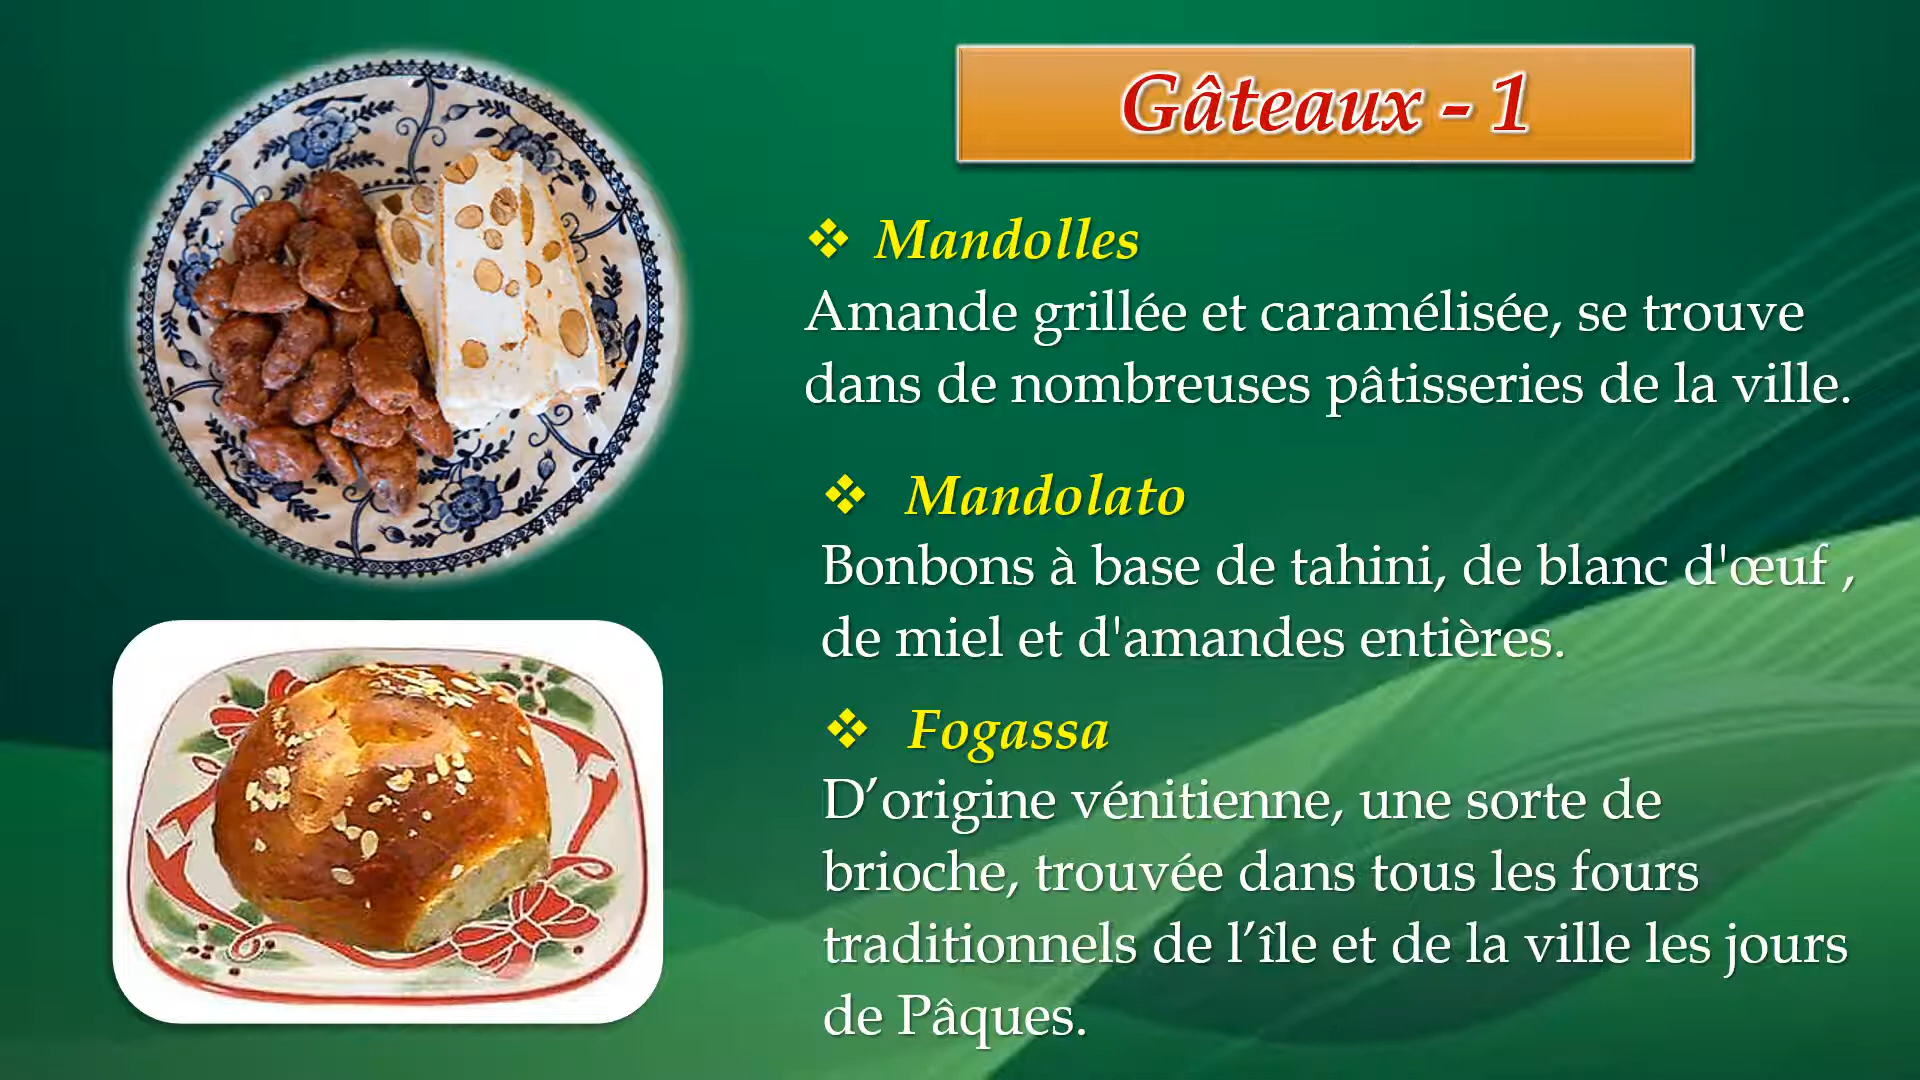 Gâteaux - 1
❖ Mandolles
Amande grillée et caramélisée, se trouve
dans de nombreuses pâtisseries de la ville.
❖ Mandolato
Bonbons à base de tahini, de blanc d'œuf ,
de miel et d'amandes entières.
❖ Fogassa
D’origine vénitienne, une sorte de
brioche, trouvée dans tous les fours
traditionnels de l’île et de la ville les jours
de Pâques.